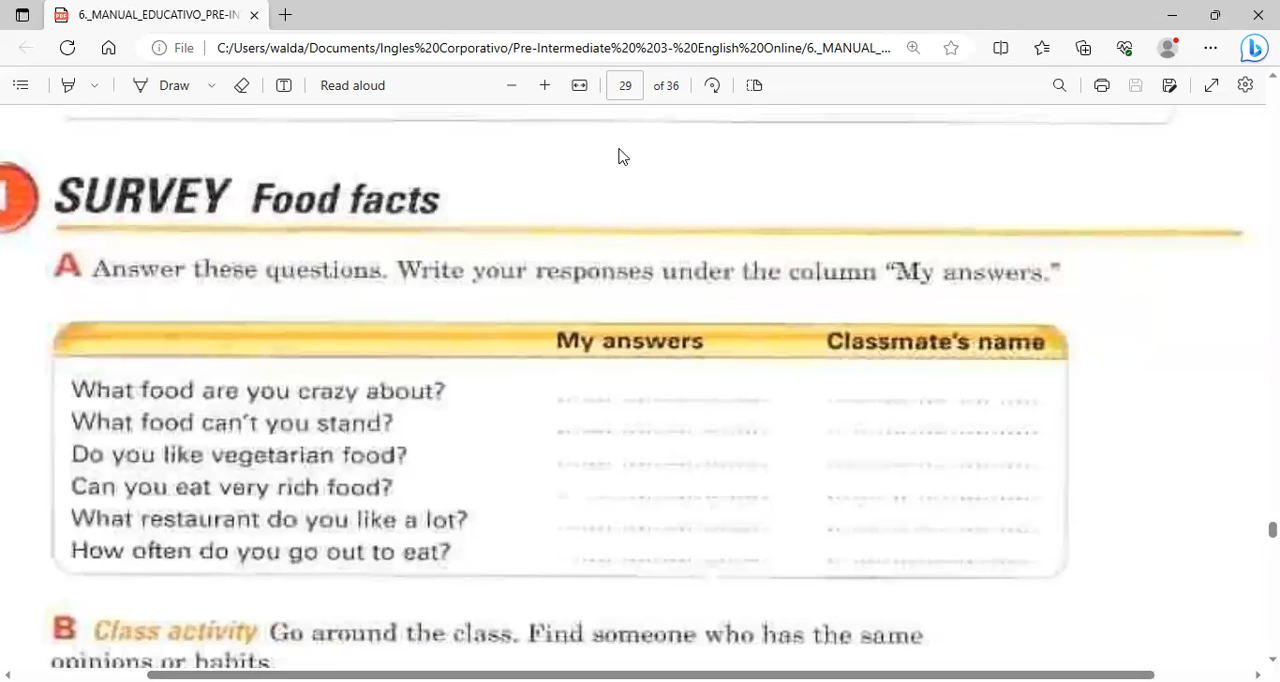 6._MANUAL_EDUCATIVO_PRE-IN
File
C:/Users/walda/Documents/Ingles%20Corporativo/Pre-Intermediate%20%203-%20English%20Online/6._MANUAL_...
Draw
Read aloud
29 of 36
SURVEY Food facts
A Answer these questions. Write your responses under the column “My answers.”
My answers Classmate's name
What food are you crazy about?
What food can't you stand?
Do you like vegetarian food?
Can you eat very rich food?
What restaurant do you like a lot?
How often do you go out to eat?
B Class activity Go around the class. Find someone who has the same
opinions or habits.